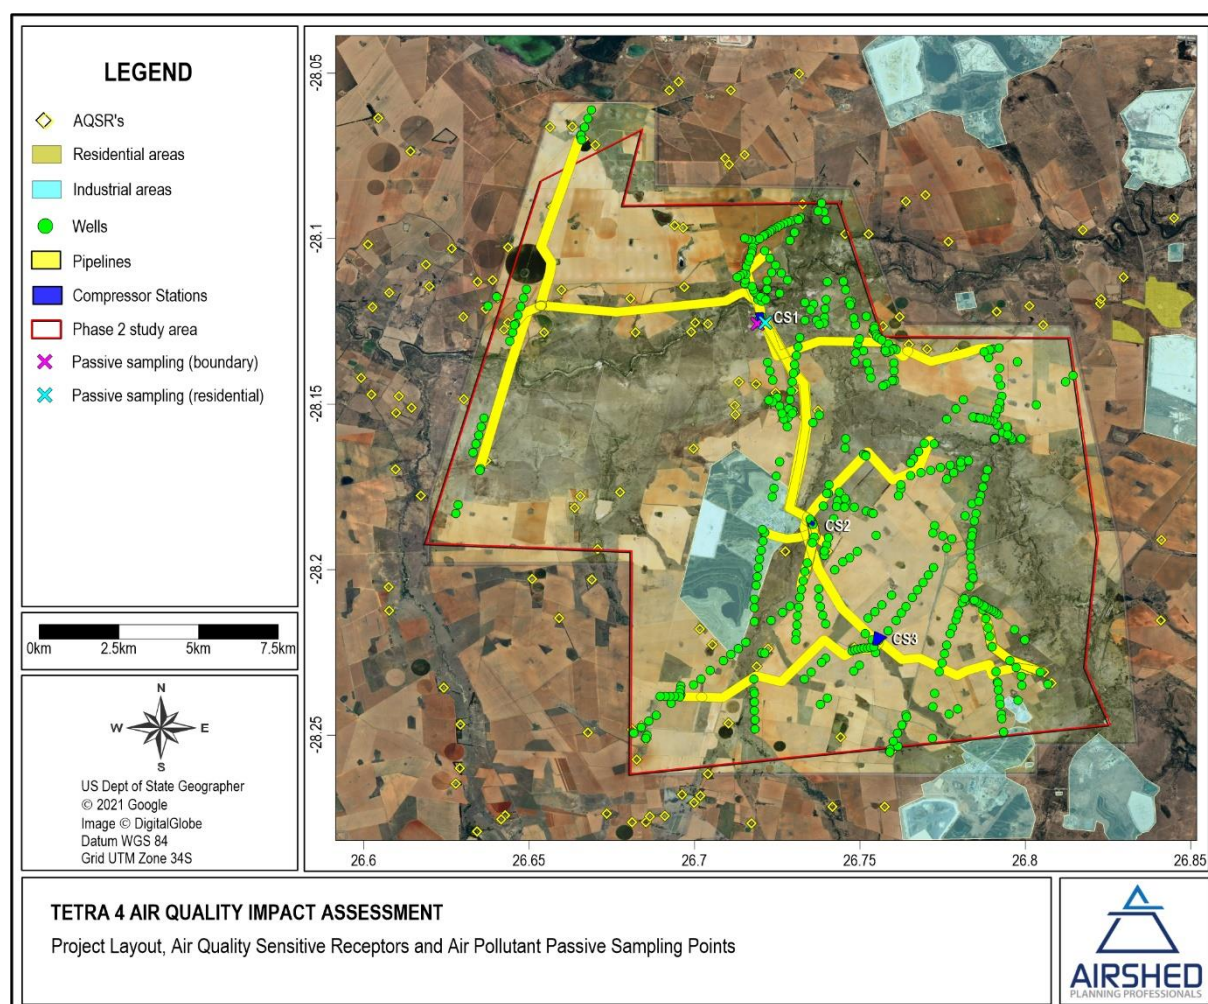 LEGEND
AQSR's
Residential areas
Industrial areas
Wells
Pipelines
Compressor Stations
Phase 2 study area
Passive sampling (boundary)
Passive sampling (residential)
0km 2.5km 5km 7.5km
N
W E
S
US Dept of State Geographer
© 2021 Google
Image © DigitalGlobe
Datum WGS 84
Grid UTM Zone 34S
-28.05
-28.1
-28.15
-28.2
-28.25
CS1
CS2
CS3
26.6 26.65 26.7 26.75 26.8 26.85
TETRA 4 AIR QUALITY IMPACT ASSESSMENT
Project Layout, Air Quality Sensitive Receptors and Air Pollutant Passive Sampling Points
AIRSHED
PLANNING PROFESSIONALS